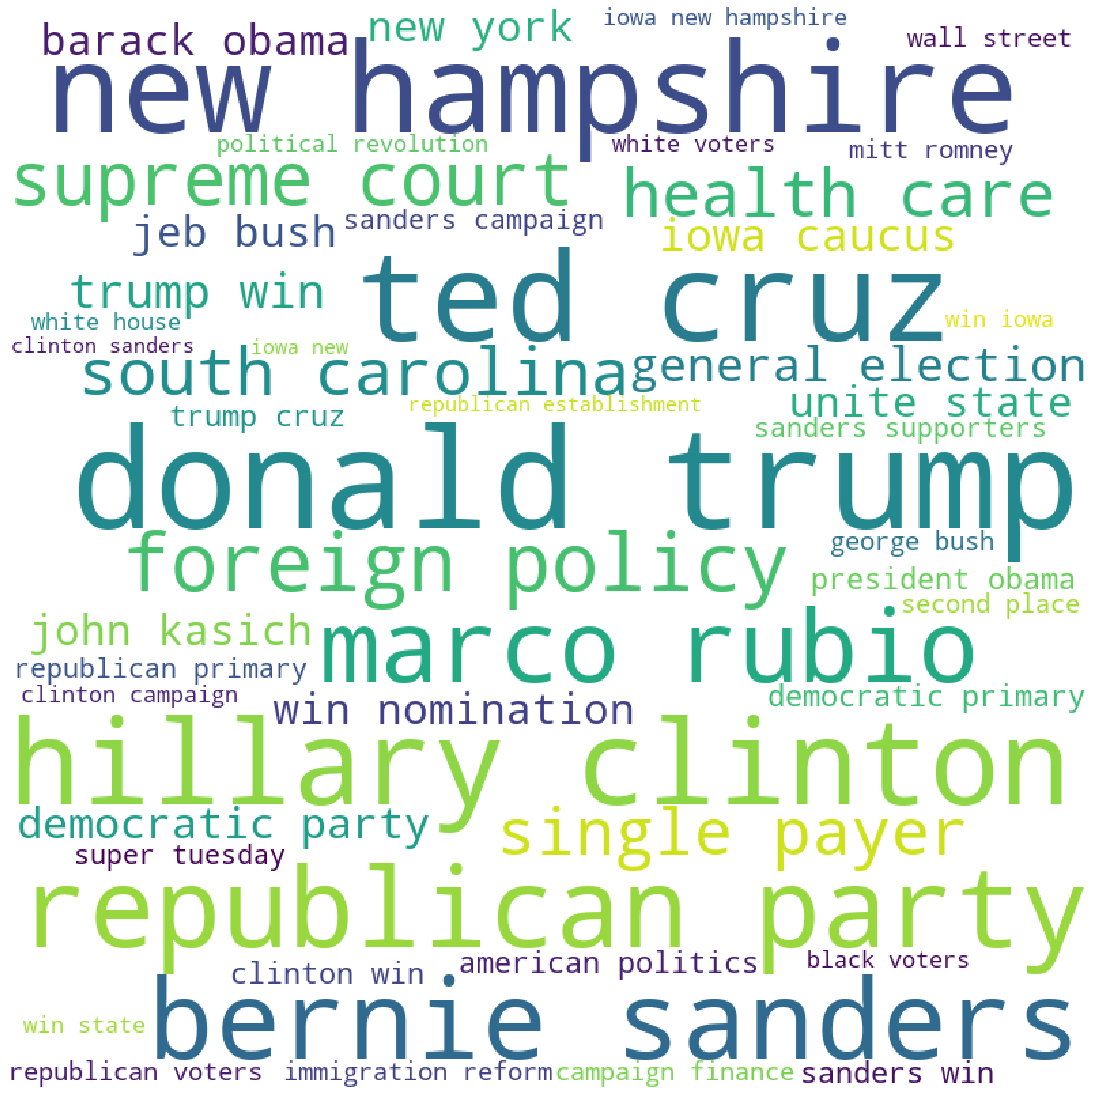 iowa new hampshire
barack obama
new york
wall street
new hampshire
political revolution
white voters
mitt romney
supreme court
health care
jeb bush
sanders campaign
iowa caucus
trump win
ted cruz
white house
win iowa
clinton sanders
iowa new
south carolina
general election
trump cruz
republican establishment
unite state
sanders supporters
donald trump
foreign policy
george bush
president obama
second place
john kasich
marco rubio
republican primary
clinton campaign
win nomination
democratic primary
hillary clinton
democratic party
single payer
super tuesday
republican party
clinton win
american politics
black voters
bernie sanders
win state
republican voters
immigration reform
campaign finance
sanders win